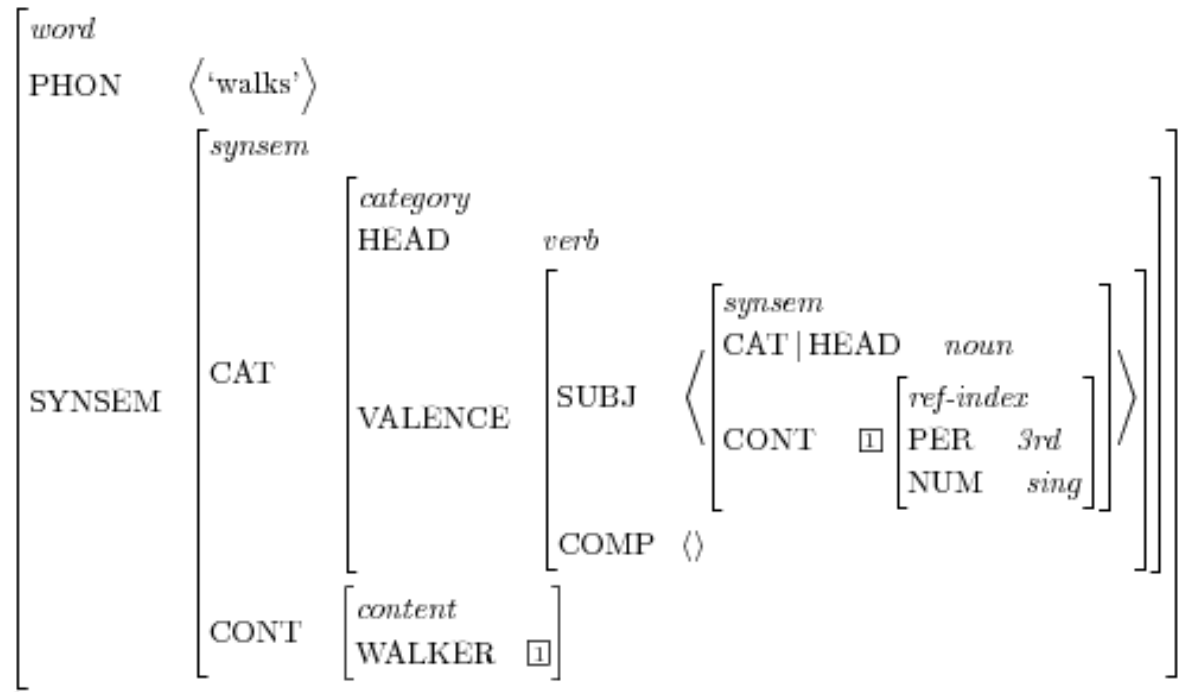 word
PHON ⟨'walks'⟩
synsem
category
HEAD verb
synsem
CAT | HEAD noun
CAT
SUBJ
ref-index
SYNSEM
VALENCE
CONT 1 PER 3rd
NUM sing
COMP ⟨⟩
content
CONT
WALKER 1